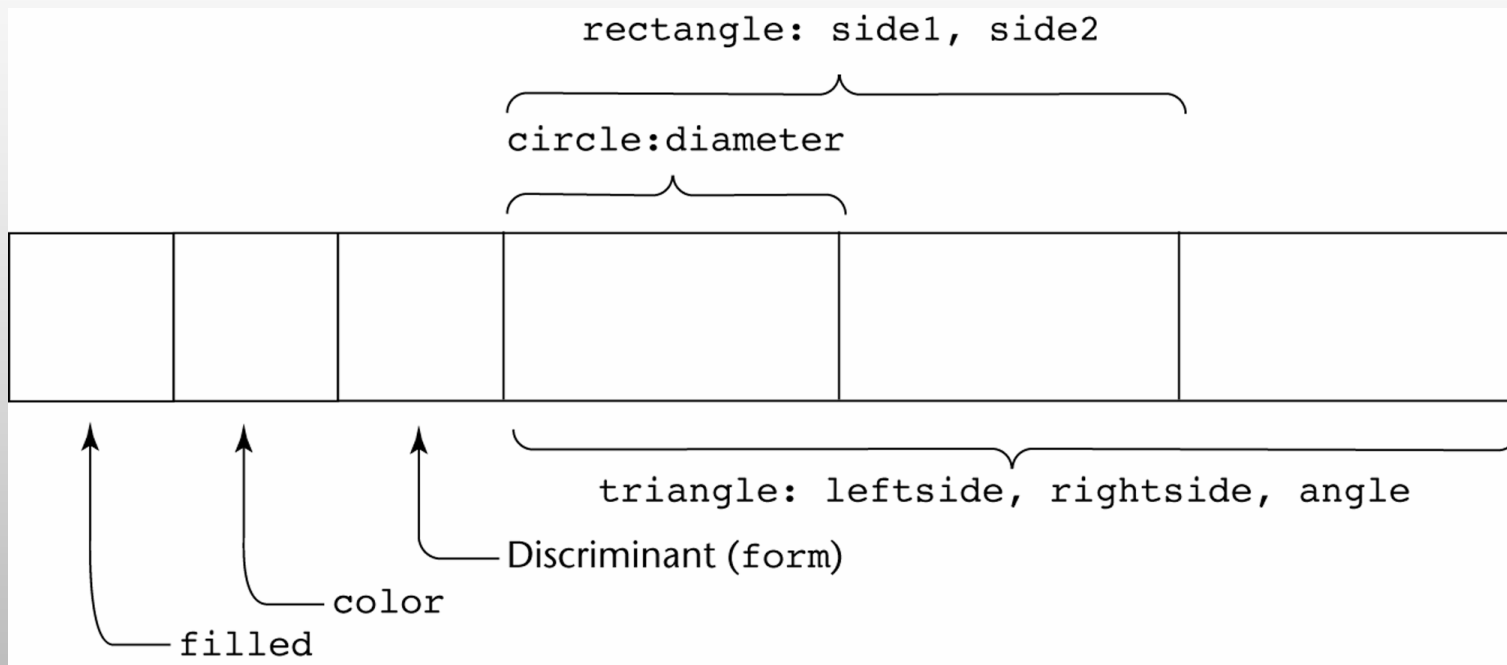 rectangle: side1, side2
circle:diameter
triangle: leftside, rightside, angle
Discriminant (form)
color
filled